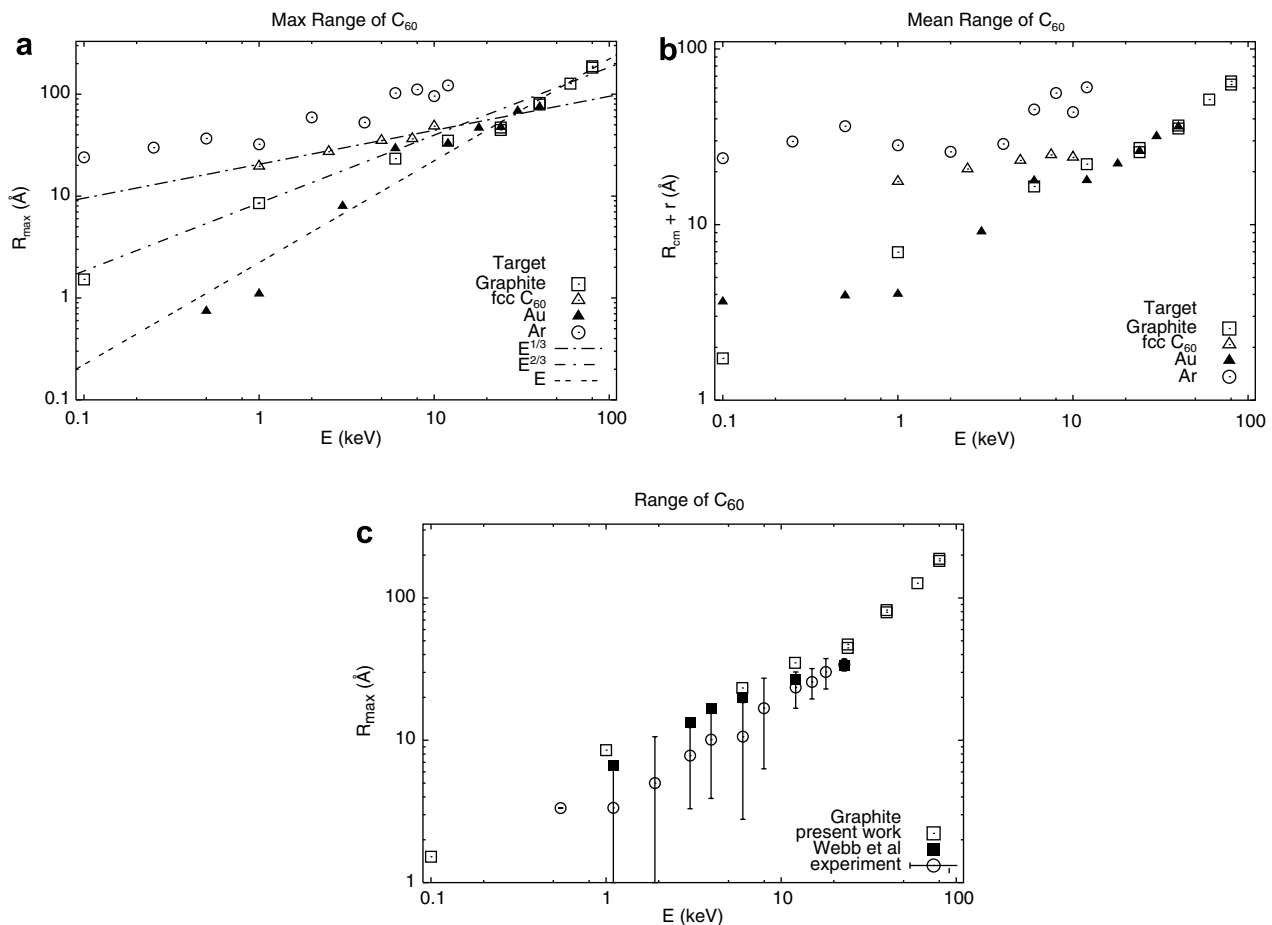 Max Range of C60
a
100
10
1
0.1
Rmax (Å)
0.1 1 10 100
E (keV)
Target
Graphite
fcc C60
Au
Ar
E1/3
E2/3
E
Mean Range of C60
b
100
10
1
Rcm + r (Å)
0.1 1 10 100
E (keV)
Target
Graphite
fcc C60
Au
Ar
Range of C60
c
100
10
1
Rmax (Å)
0.1 1 10 100
E (keV)
Graphite
present work
Webb et al
experiment